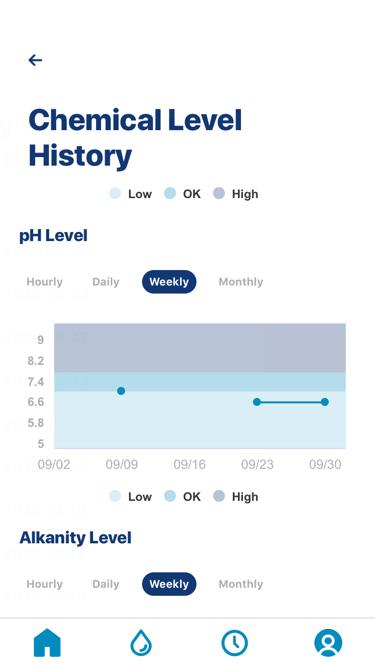 Chemical Level
History
Low OK High
pH Level
Hourly Daily Weekly Monthly
9
8.2
7.4
6.6
5.8
5
09/02 09/09 09/16 09/23 09/30
Low OK High
Alkanity Level
Hourly Daily Weekly Monthly